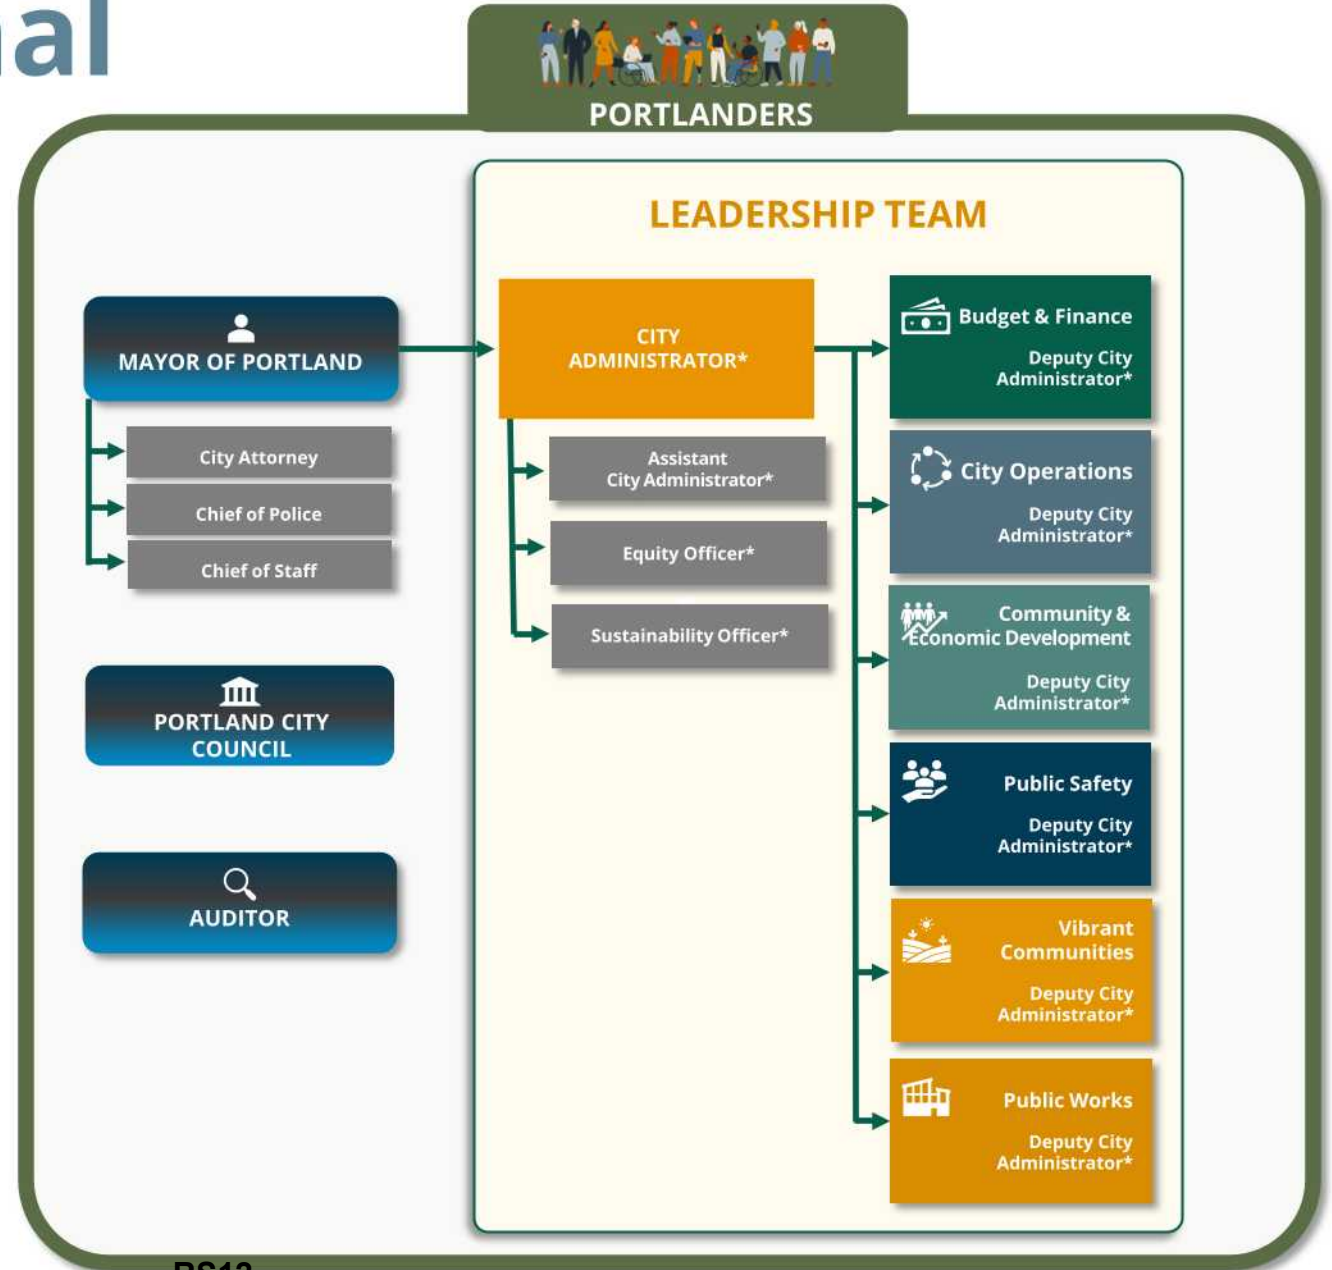 PORTLANDERS
LEADERSHIP TEAM
MAYOR OF PORTLAND
City Attorney
Chief of Police
Chief of Staff
PORTLAND CITY
COUNCIL
AUDITOR
CITY
ADMINISTRATOR*
Assistant
City Administrator*
Equity Officer*
Sustainability Officer*
Budget & Finance
Deputy City
Administrator*
City Operations
Deputy City
Administrator*
Community &
Economic Development
Deputy City
Administrator*
Public Safety
Deputy City
Administrator*
Vibrant
Communities
Deputy City
Administrator*
Public Works
Deputy City
Administrator*